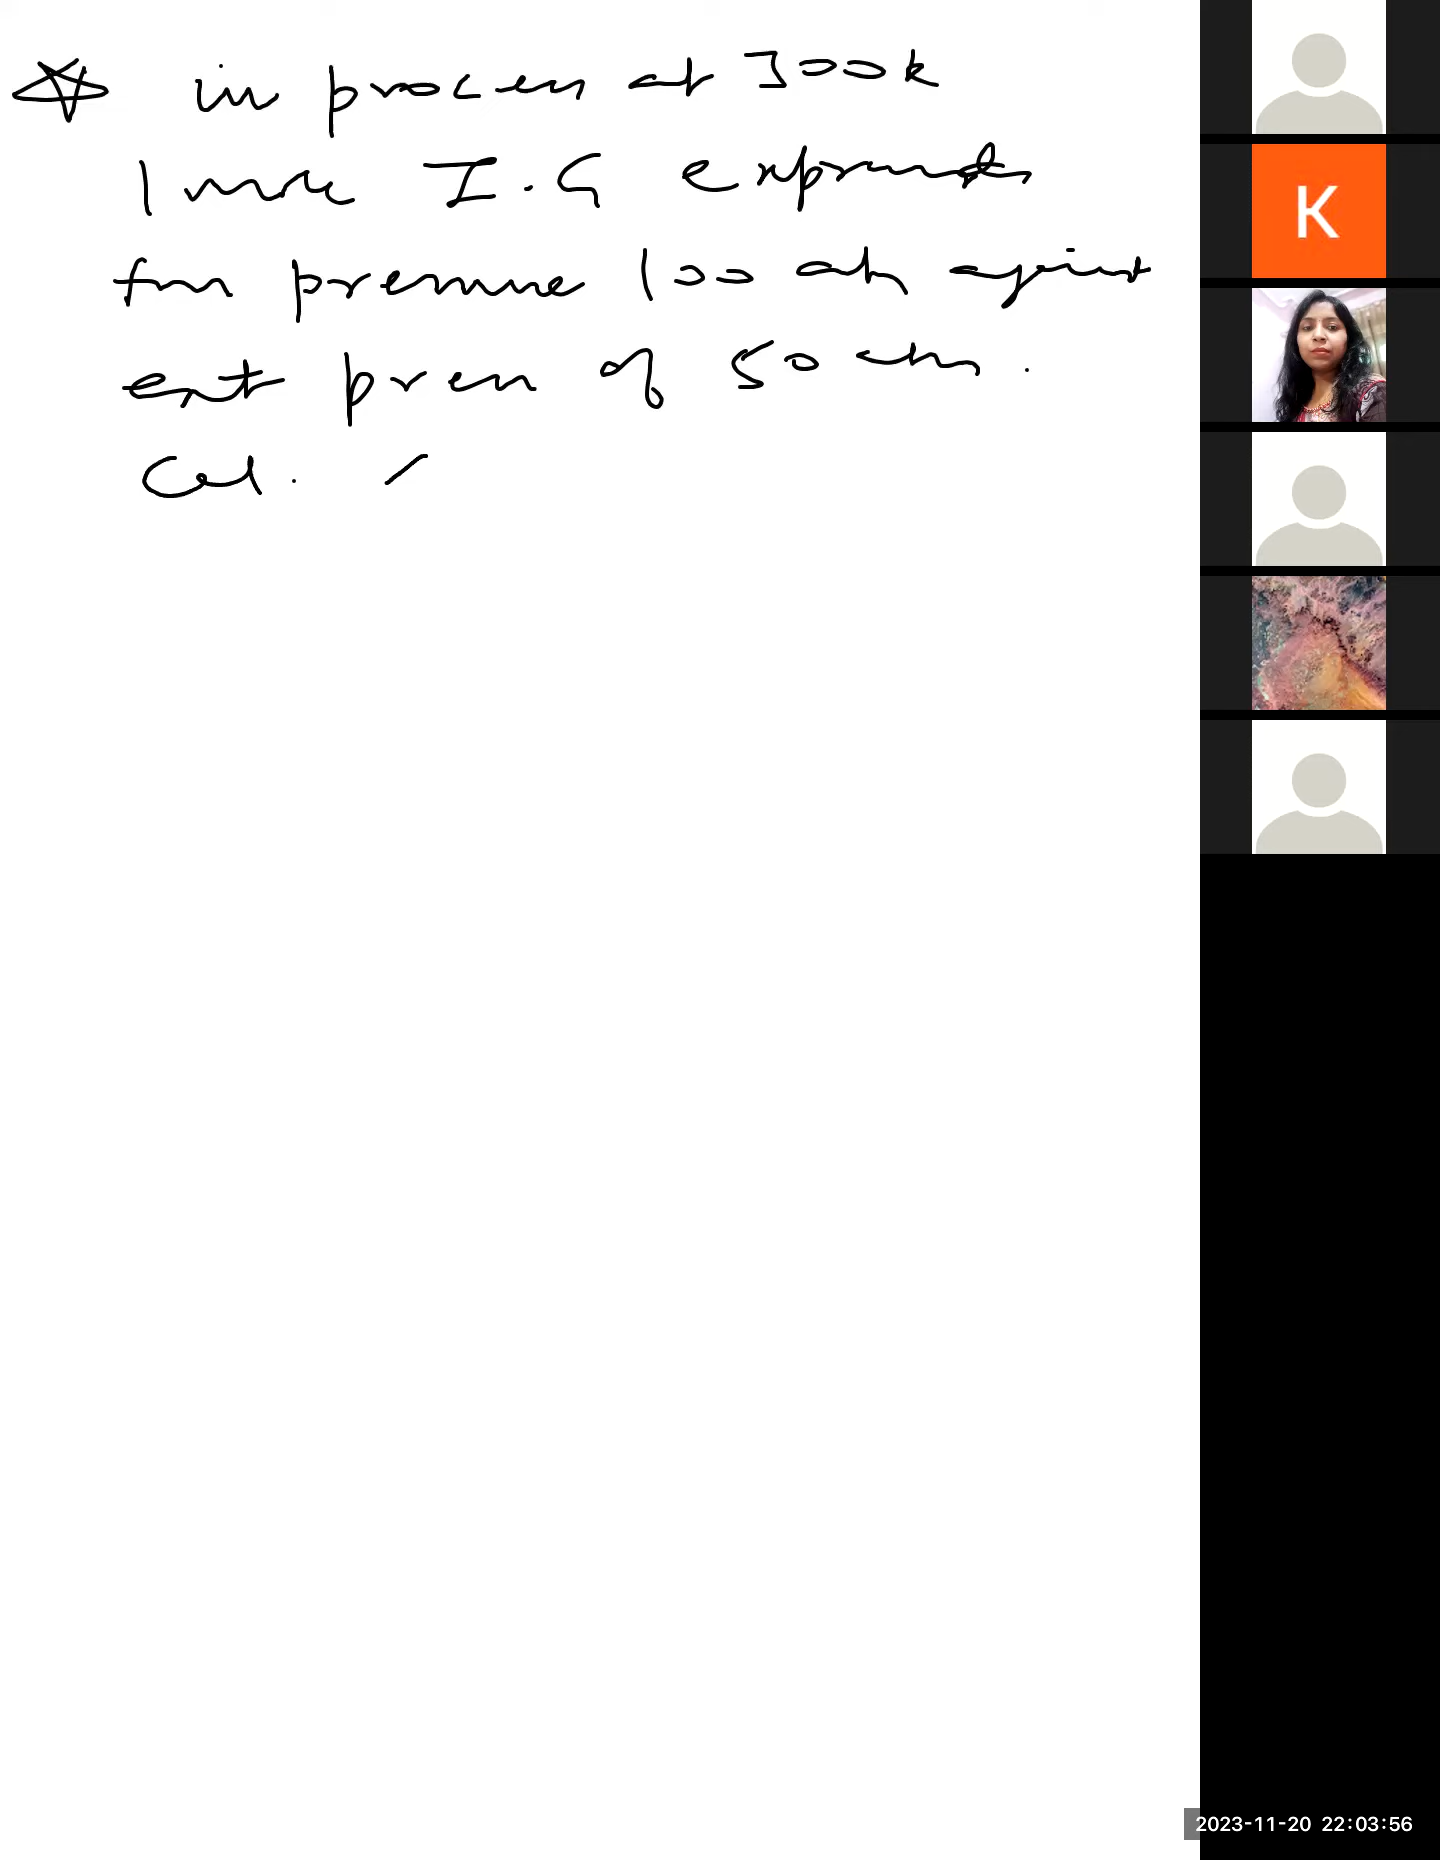 in process at 300k
1 mole I.G expands
from pressure 100 atm against
ext press of 50 atm.
Cal.
K
2023-11-20 22:03:56